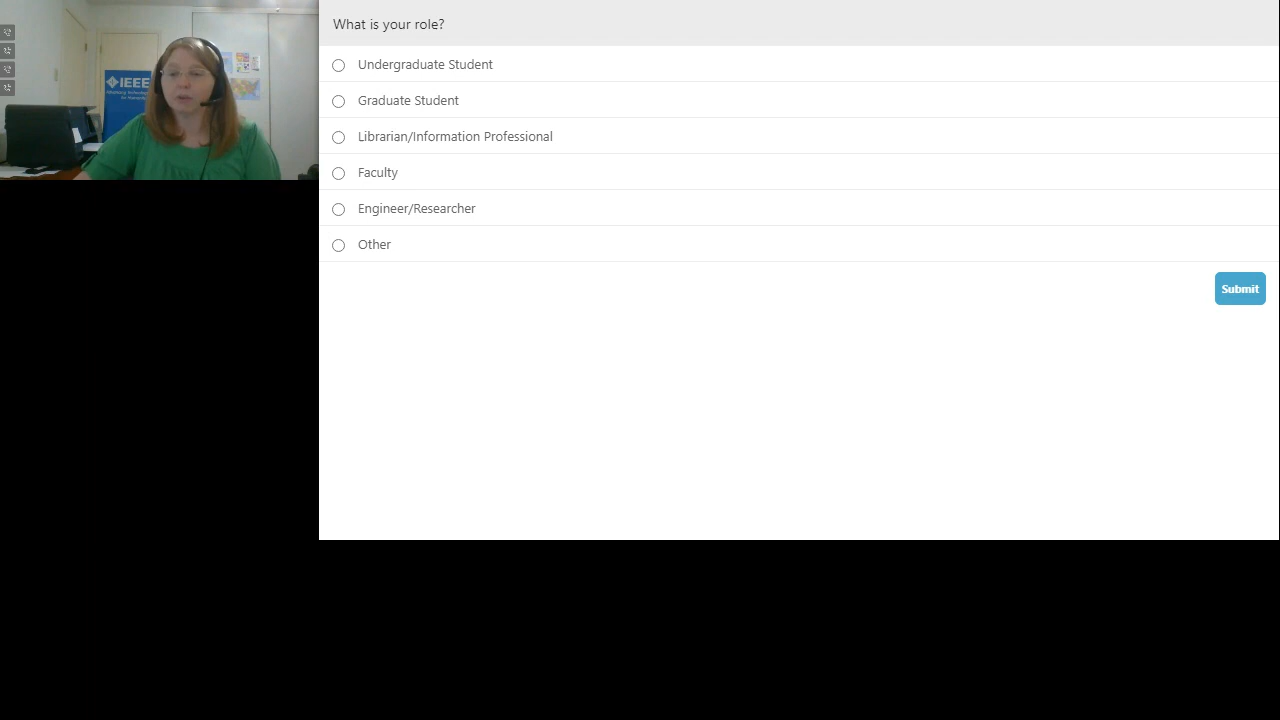 IEEE
What is your role?
Undergraduate Student
Graduate Student
Librarian/Information Professional
Faculty
Engineer/Researcher
Other
Submit